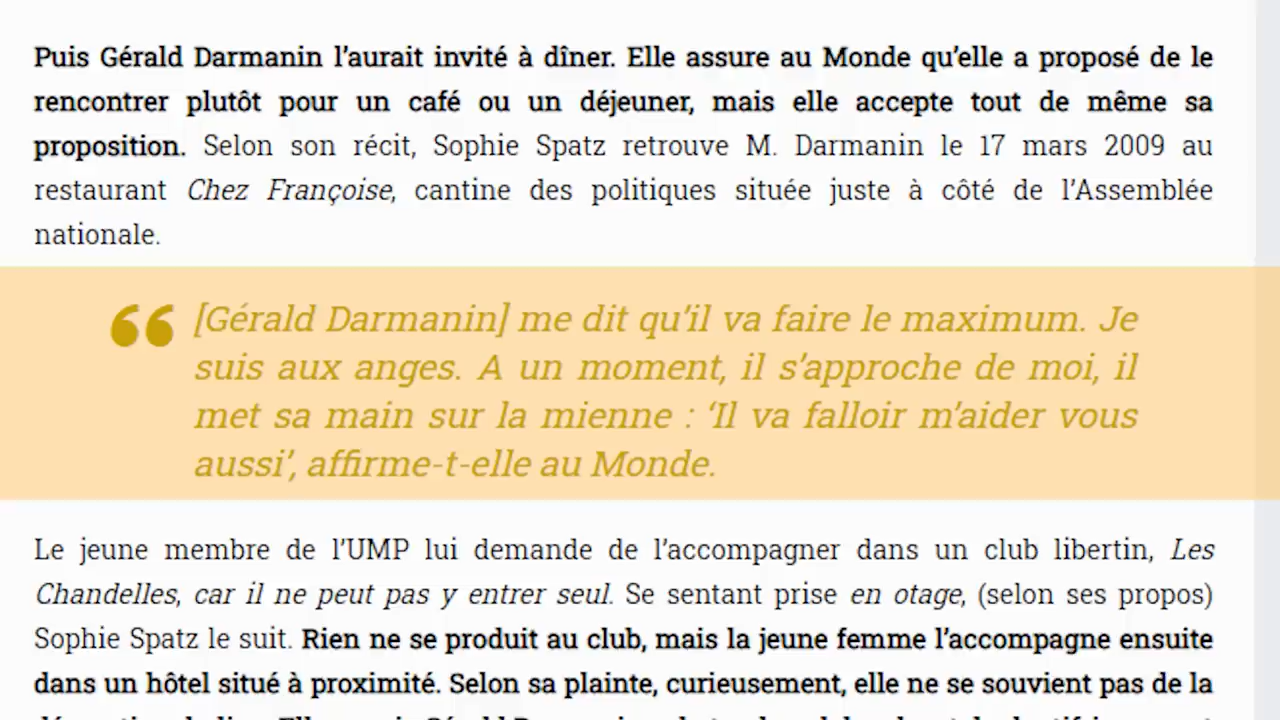 Puis Gérald Darmanin l’aurait invité à dîner. Elle assure au Monde qu’elle a proposé de le
rencontrer plutôt pour un café ou un déjeuner, mais elle accepte tout de même sa
proposition. Selon son récit, Sophie Spatz retrouve M. Darmanin le 17 mars 2009 au
restaurant Chez Françoise, cantine des politiques située juste à côté de l’Assemblée
nationale.
“ [Gérald Darmanin] me dit qu’il va faire le maximum. Je
suis aux anges. A un moment, il s’approche de moi, il
met sa main sur la mienne : ‘Il va falloir m’aider vous
aussi’, affirme-t-elle au Monde.
Le jeune membre de l’UMP lui demande de l’accompagner dans un club libertin, Les
Chandelles, car il ne peut pas y entrer seul. Se sentant prise en otage, (selon ses propos)
Sophie Spatz le suit. Rien ne se produit au club, mais la jeune femme l’accompagne ensuite
dans un hôtel situé à proximité. Selon sa plainte, curieusement, elle ne se souvient pas de la